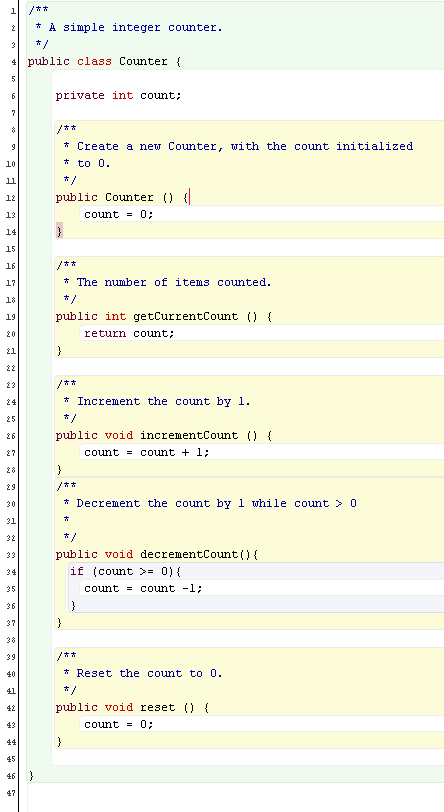 1 /**
2  * A simple integer counter.
3  */
4 public class Counter {
5
6     private int count;
7
8     /**
9      * Create a new Counter, with the count initialized
10      * to 0.
11      */
12     public Counter () {
13         count = 0;
14     }
15
16     /**
17      * The number of items counted.
18      */
19     public int getCurrentCount () {
20         return count;
21     }
22
23     /**
24      * Increment the count by 1.
25      */
26     public void incrementCount () {
27         count = count + 1;
28     }
29     /**
30      * Decrement the count by 1 while count > 0
31      *
32      */
33     public void decrementCount(){
34       if (count >= 0){
35         count = count -1;
36       }
37     }
38
39     /**
40      * Reset the count to 0.
41      */
42     public void reset () {
43         count = 0;
44     }
45
46 }
47